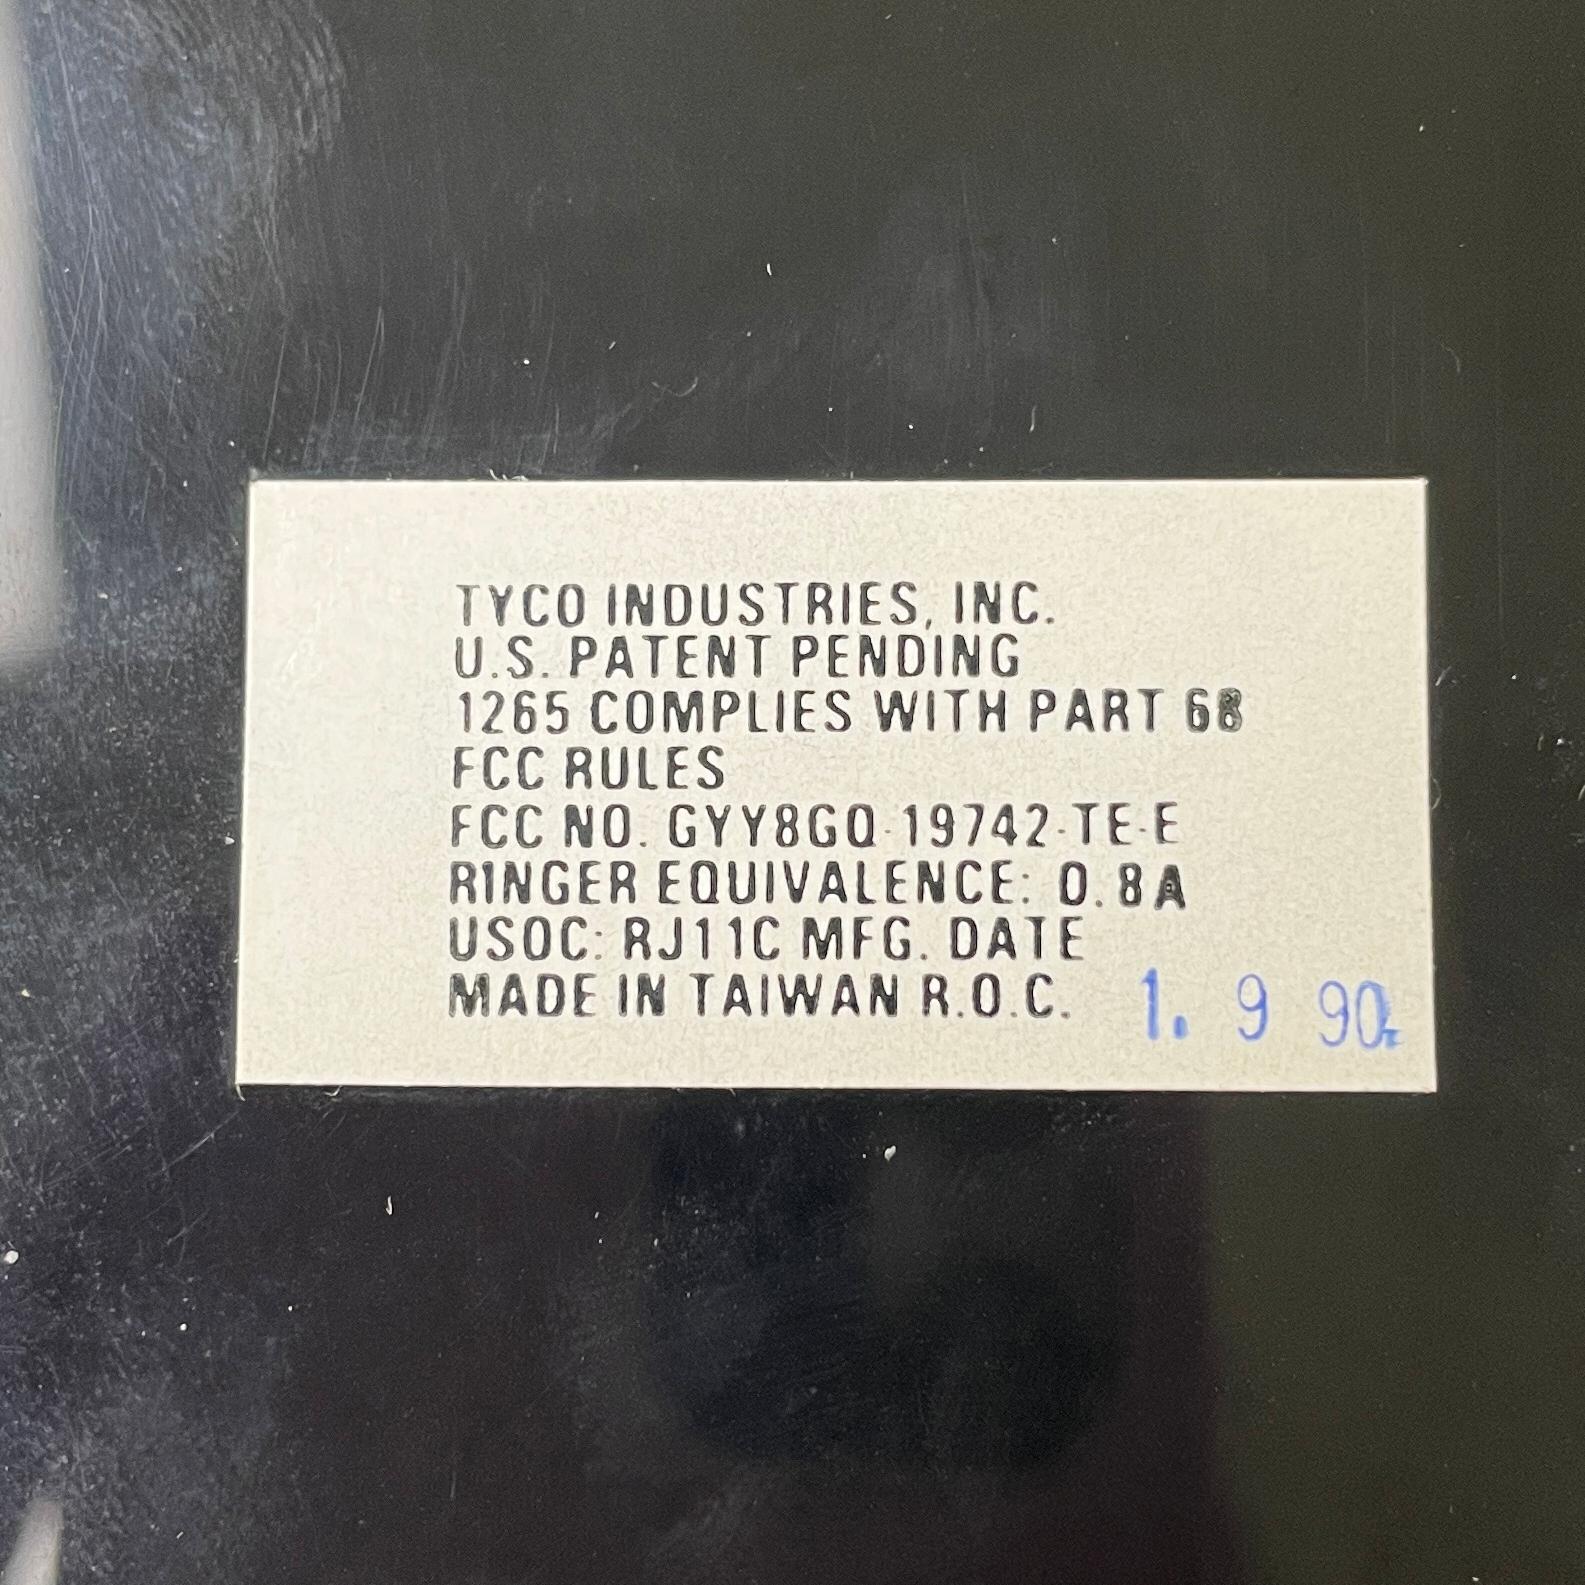 TYCO INDUSTRIES, INC.
U.S. PATENT PENDING
1265 COMPLIES WITH PART 68
FCC RULES
FCC NO. GYY8GQ-19742-TE-E
RINGER EQUIVALENCE: 0.8A
USOC: RJ11C MFG. DATE
MADE IN TAIWAN R.O.C. 1. 9 90.